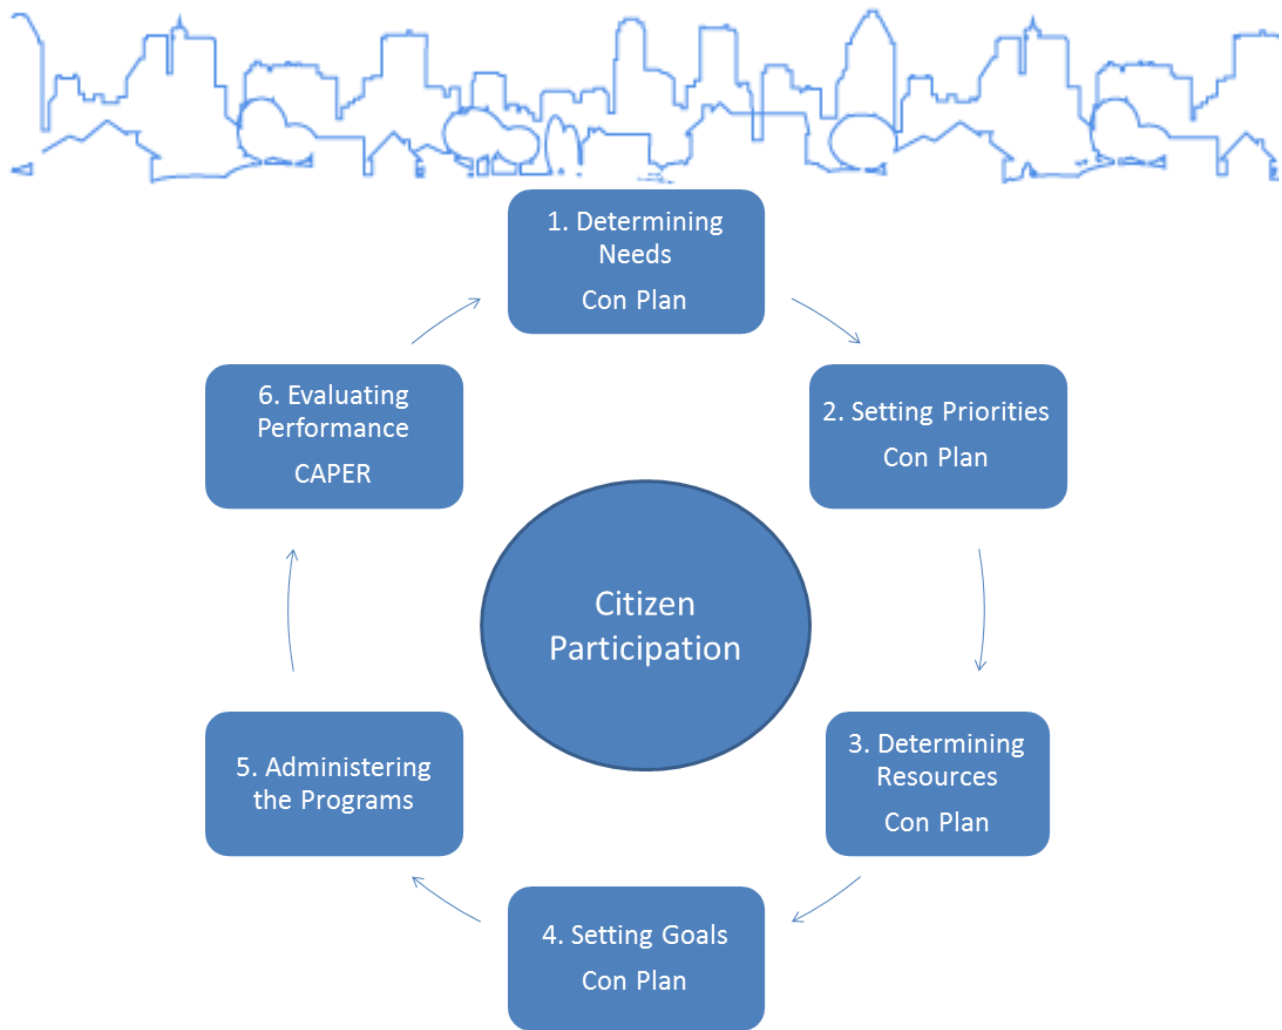 1. Determining
Needs
Con Plan
2. Setting Priorities
Con Plan
3. Determining
Resources
Con Plan
4. Setting Goals
Con Plan
5. Administering
the Programs
6. Evaluating
Performance
CAPER
Citizen
Participation